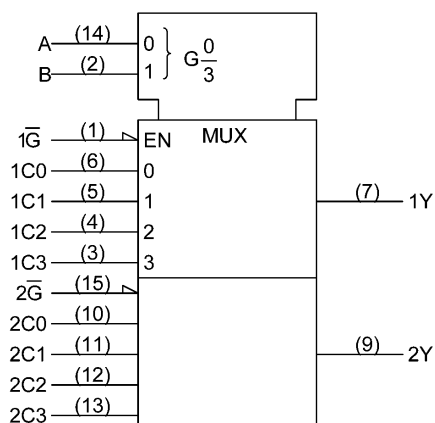 A (14) 0 G 0/3
B (2) 1
MUX
1G̅ (1) EN
1C0 (6) 0
1C1 (5) 1 (7) 1Y
1C2 (4) 2
1C3 (3) 3
2G̅ (15)
2C0 (10)
2C1 (11) (9) 2Y
2C2 (12)
2C3 (13)